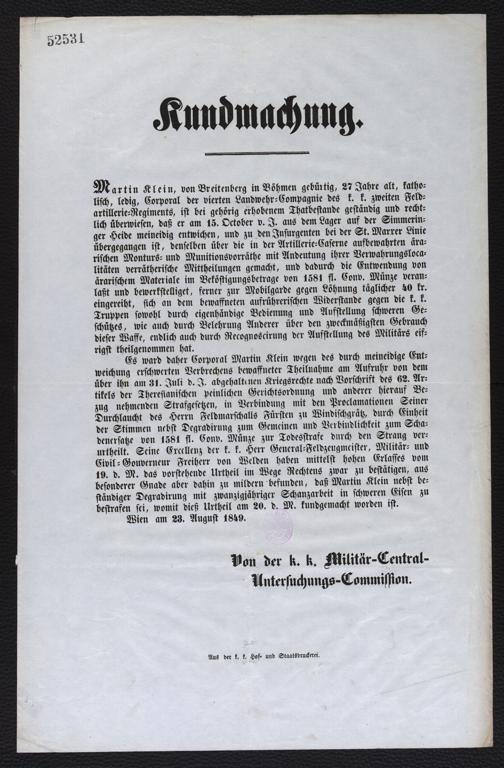 52531
Kundmachung.
Martin Klein, von Breitenberg in Böhmen gebürtig, 27 Jahre alt, katho-
lisch, ledig, Corporal der vierten Landwehr-Compagnie des k. k. zweiten Feld-
artillerie-Regiments, ist bei gehörig erhobenem Thatbestande geständig und recht-
lich überwiesen, daß er am 15. October v. J. aus dem Lager auf der Simmerin-
ger Heide meineidig entwichen, und zu den Insurgenten bei der St. Marxer Linie
übergegangen ist, denselben über die in der Artillerie-Caserne aufbewahrten ära-
rischen Monturs- und Munitionsvorräthe mit Andeutung ihrer Verwahrungsloca-
litäten verrätherische Mittheilungen gemacht, und dadurch die Entwendung von
ärarischem Materiale im Beköstigungsbetrage von 1581 fl. Conv. Münze veran-
laßt und bewerkstelliget, ferner zur Mobilgarde gegen Löhnung täglicher 40 kr.
eingereiht, sich an dem bewaffneten aufrührerischen Widerstande gegen die k. k.
Truppen sowohl durch eigenhändige Bedienung und Aufstellung schweren Ge-
schützes, wie auch durch Belehrung Anderer über den zweckmäßigsten Gebrauch
dieser Waffe, endlich auch durch Recognoscirung der Aufstellung des Militärs eif-
rigst theilgenommen hat.
Es ward daher Corporal Martin Klein wegen des durch meineidige Ent-
weichung erschwerten Verbrechens bewaffneter Theilnahme am Aufruhr von dem
über ihn am 31. Juli d. J. abgehaltenen Kriegsrechte nach Vorschrift des 62. Ar-
tikels der Theresianischen peinlichen Gerichtsordnung und anderer hierauf Be-
zug nehmenden Strafgesetzen, in Verbindung mit den Proclamationen Seiner
Durchlaucht des Herrn Feldmarschalls Fürsten zu Windischgrätz, durch Einheit
der Stimmen nebst Degradirung zum Gemeinen und Verbindlichkeit zum Scha-
denersatze von 1581 fl. Conv. Münze zur Todesstrafe durch den Strang ver-
urtheilt. Seine Excellenz der k. k. Herr General-Feldzeugmeister, Militär- und
Civil-Gouverneur Freiherr von Welden haben mittelst hohen Erlasses vom
19. d. M. das vorstehende Urtheil im Wege Rechtens zwar zu bestätigen, aus
besonderer Gnade aber dahin zu mildern befunden, daß Martin Klein nebst be-
ständiger Degradirung mit zwanzigjähriger Schanzarbeit in schweren Eisen zu
bestrafen sei, womit dieß Urtheil am 20. d. M. kundgemacht worden ist.
Wien am 23. August 1849.
Von der k. k. Militär-Central-
Untersuchungs-Commission.
Aus der k. k. Hof- und Staatsdruckerei.